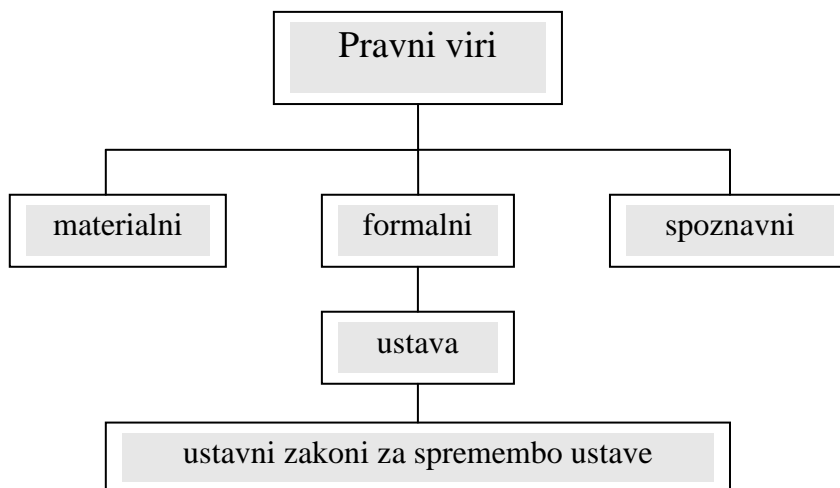 Pravni viri
materialni
formalni
spoznavni
ustava
ustavni zakoni za spremembo ustave